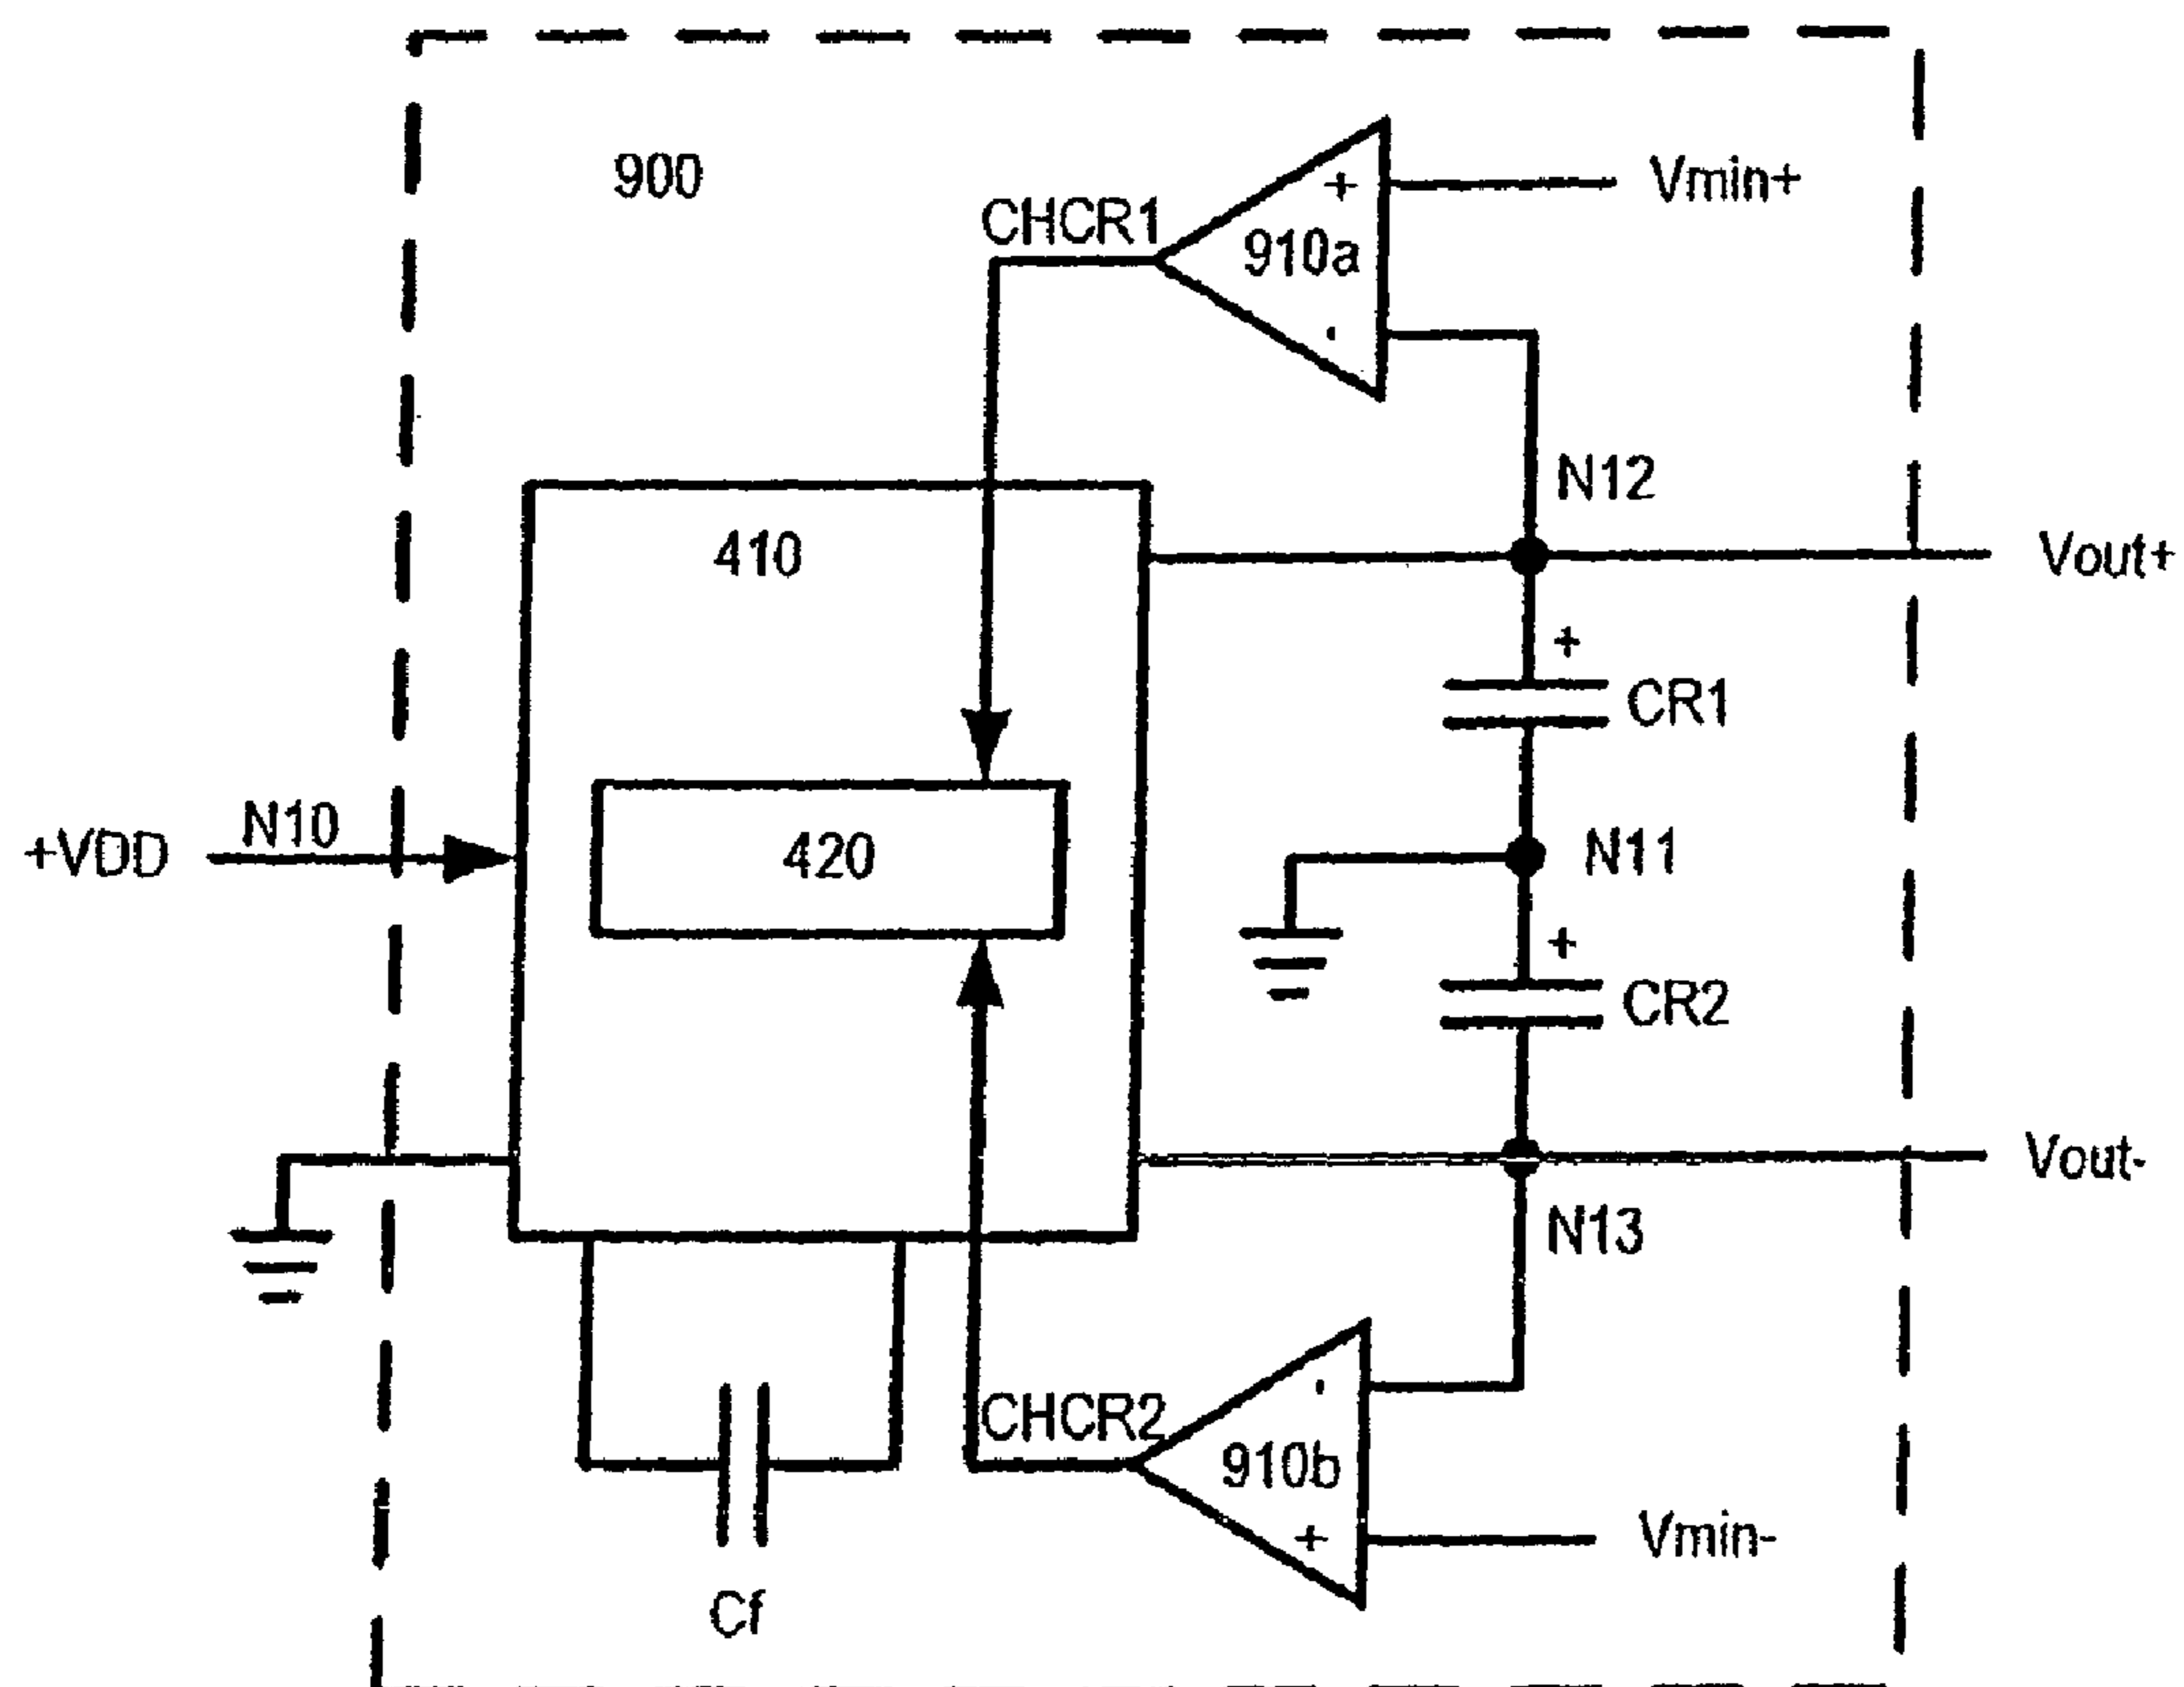 900
Vmin+
CHCR1
+
910a
-
N12
410
Vout+
+
CR1
N10
+VDD
420
N11
+
CR2
Vout-
N13
-
CHCR2
910b
+
Vmin-
Cf